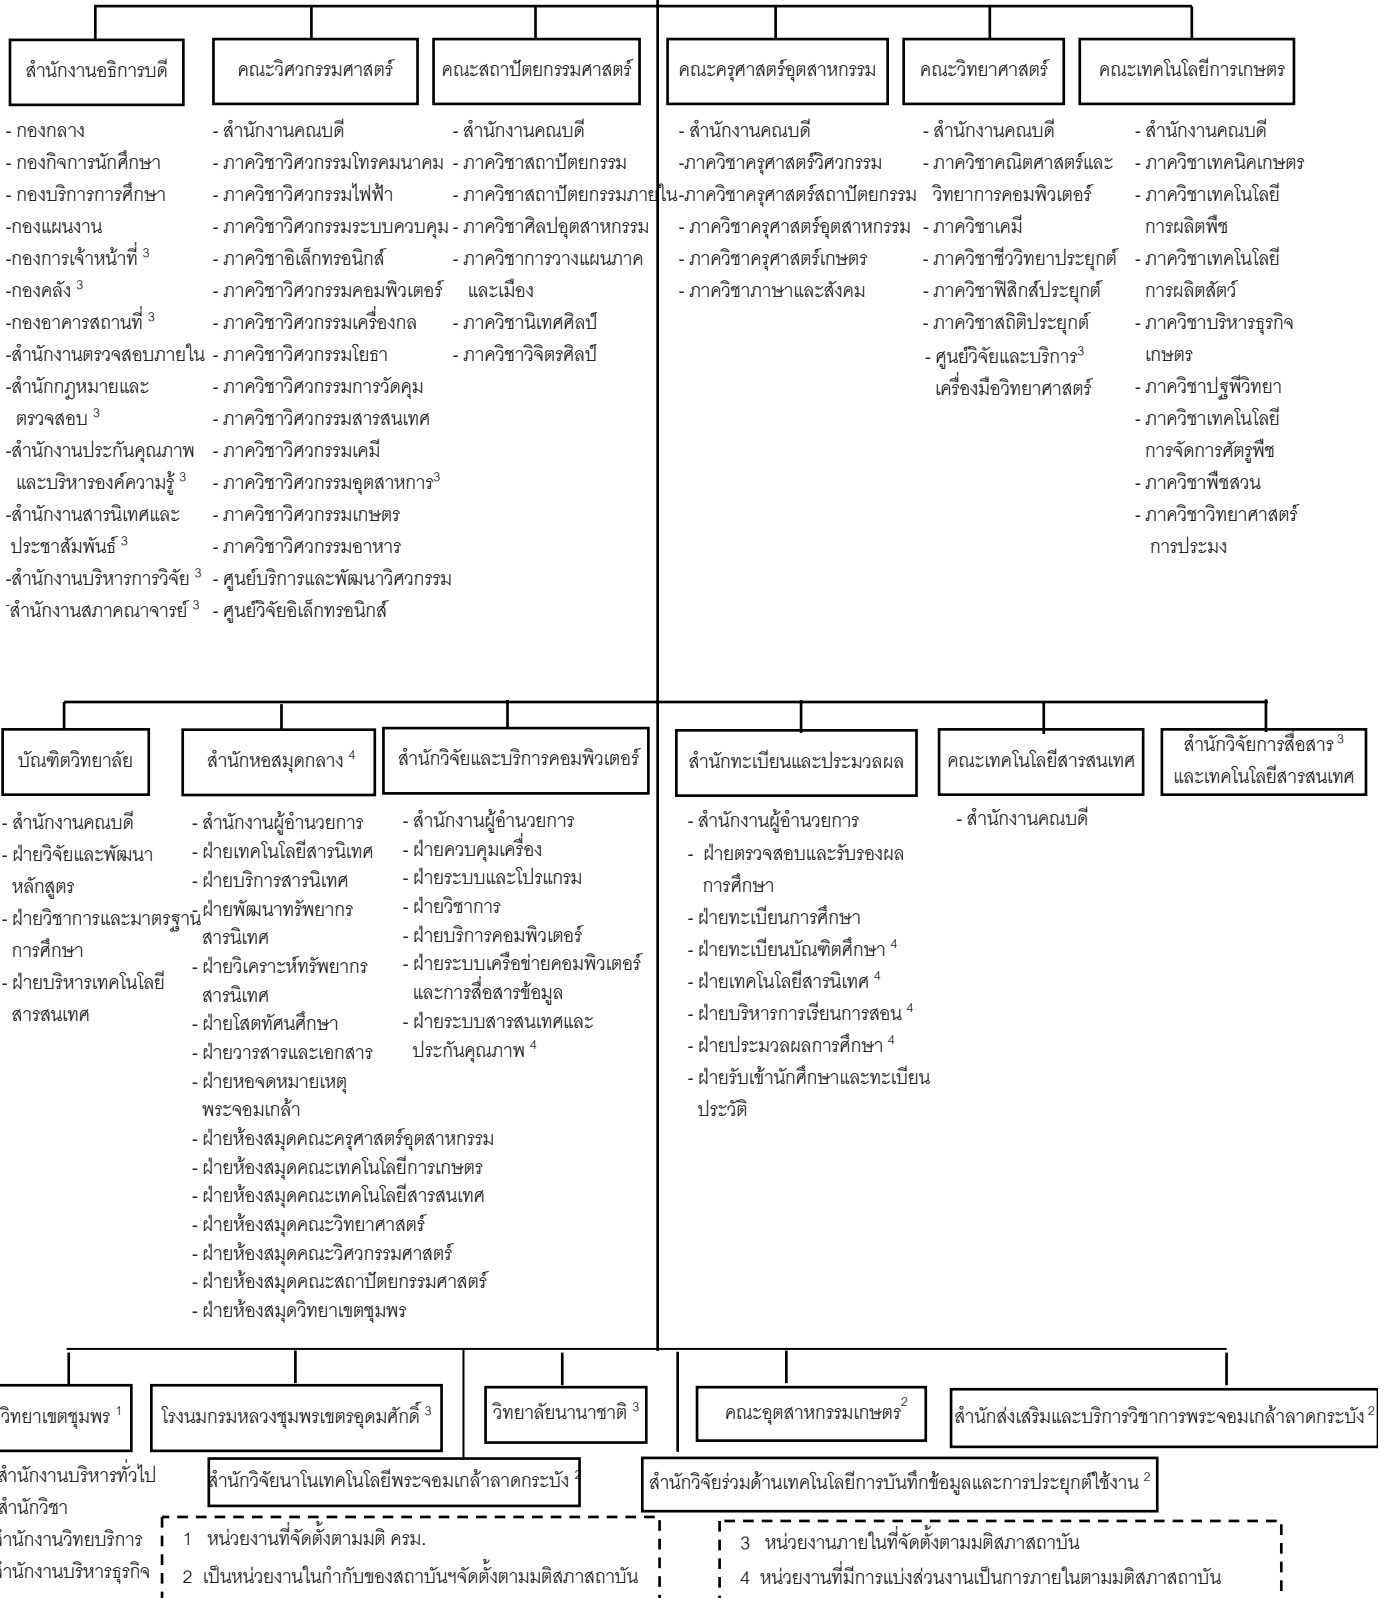 สำนักงานอธิการบดี
- กองกลาง
- กองกิจการนักศึกษา
- กองบริการการศึกษา
-กองแผนงาน
-กองการเจ้าหน้าที่ 3
-กองคลัง 3
-กองอาคารสถานที่ 3
-สำนักงานตรวจสอบภายใน
-สำนักกฎหมายและ
ตรวจสอบ 3
-สำนักงานประกันคุณภาพ
และบริหารองค์ความรู้ 3
-สำนักงานสารนิเทศและ
ประชาสัมพันธ์ 3
-สำนักงานบริหารการวิจัย 3
-สำนักงานสภาคณาจารย์ 3
คณะวิศวกรรมศาสตร์
- สำนักงานคณบดี
- ภาควิชาวิศวกรรมโทรคมนาคม
- ภาควิชาวิศวกรรมไฟฟ้า
- ภาควิชาวิศวกรรมระบบควบคุม
- ภาควิชาอิเล็กทรอนิกส์
- ภาควิชาวิศวกรรมคอมพิวเตอร์
- ภาควิชาวิศวกรรมเครื่องกล
- ภาควิชาวิศวกรรมโยธา
- ภาควิชาวิศวกรรมการวัดคุม
- ภาควิชาวิศวกรรมสารสนเทศ
- ภาควิชาวิศวกรรมเคมี
- ภาควิชาวิศวกรรมอุตสาหการ3
- ภาควิชาวิศวกรรมเกษตร
- ภาควิชาวิศวกรรมอาหาร
- ศูนย์บริการและพัฒนาวิศวกรรม
- ศูนย์วิจัยอิเล็กทรอนิกส์
คณะสถาปัตยกรรมศาสตร์
- สำนักงานคณบดี
- ภาควิชาสถาปัตยกรรม
- ภาควิชาสถาปัตยกรรมภายใน
- ภาควิชาศิลปอุตสาหกรรม
- ภาควิชาการวางแผนภาค
และเมือง
- ภาควิชานิเทศศิลป์
- ภาควิชาวิจิตรศิลป์
คณะครุศาสตร์อุตสาหกรรม
- สำนักงานคณบดี
-ภาควิชาครุศาสตร์วิศวกรรม
-ภาควิชาครุศาสตร์สถาปัตยกรรม
- ภาควิชาครุศาสตร์อุตสาหกรรม
- ภาควิชาครุศาสตร์เกษตร
- ภาควิชาภาษาและสังคม
คณะวิทยาศาสตร์
- สำนักงานคณบดี
- ภาควิชาคณิตศาสตร์และ
วิทยาการคอมพิวเตอร์
- ภาควิชาเคมี
- ภาควิชาชีววิทยาประยุกต์
- ภาควิชาฟิสิกส์ประยุกต์
- ภาควิชาสถิติประยุกต์
- ศูนย์วิจัยและบริการ3
เครื่องมือวิทยาศาสตร์
คณะเทคโนโลยีการเกษตร
- สำนักงานคณบดี
- ภาควิชาเทคนิคเกษตร
- ภาควิชาเทคโนโลยี
การผลิตพืช
- ภาควิชาเทคโนโลยี
การผลิตสัตว์
- ภาควิชาบริหารธุรกิจ
เกษตร
- ภาควิชาปฐพีวิทยา
- ภาควิชาเทคโนโลยี
การจัดการศัตรูพืช
- ภาควิชาพืชสวน
- ภาควิชาวิทยาศาสตร์
การประมง
บัณฑิตวิทยาลัย
- สำนักงานคณบดี
- ฝ่ายวิจัยและพัฒนา
หลักสูตร
- ฝ่ายวิชาการและมาตรฐาน
การศึกษา
- ฝ่ายบริหารเทคโนโลยี
สารสนเทศ
สำนักหอสมุดกลาง 4
- สำนักงานผู้อำนวยการ
- ฝ่ายเทคโนโลยีสารนิเทศ
- ฝ่ายบริการสารนิเทศ
- ฝ่ายพัฒนาทรัพยากร
สารนิเทศ
- ฝ่ายวิเคราะห์ทรัพยากร
สารนิเทศ
- ฝ่ายโสตทัศนศึกษา
- ฝ่ายวารสารและเอกสาร
- ฝ่ายหอจดหมายเหตุ
พระจอมเกล้า
- ฝ่ายห้องสมุดคณะครุศาสตร์อุตสาหกรรม
- ฝ่ายห้องสมุดคณะเทคโนโลยีการเกษตร
- ฝ่ายห้องสมุดคณะเทคโนโลยีสารสนเทศ
- ฝ่ายห้องสมุดคณะวิทยาศาสตร์
- ฝ่ายห้องสมุดคณะวิศวกรรมศาสตร์
- ฝ่ายห้องสมุดคณะสถาปัตยกรรมศาสตร์
- ฝ่ายห้องสมุดวิทยาเขตชุมพร
สำนักวิจัยและบริการคอมพิวเตอร์
- สำนักงานผู้อำนวยการ
- ฝ่ายควบคุมเครื่อง
- ฝ่ายระบบและโปรแกรม
- ฝ่ายวิชาการ
- ฝ่ายบริการคอมพิวเตอร์
- ฝ่ายระบบเครือข่ายคอมพิวเตอร์
และการสื่อสารข้อมูล
- ฝ่ายระบบสารสนเทศและ
ประกันคุณภาพ 4
สำนักทะเบียนและประมวลผล
- สำนักงานผู้อำนวยการ
- ฝ่ายตรวจสอบและรับรองผล
การศึกษา
- ฝ่ายทะเบียนการศึกษา
- ฝ่ายทะเบียนบัณฑิตศึกษา 4
- ฝ่ายเทคโนโลยีสารนิเทศ 4
- ฝ่ายบริหารการเรียนการสอน 4
- ฝ่ายประมวลผลการศึกษา 4
- ฝ่ายรับเข้านักศึกษาและทะเบียน
ประวัติ
คณะเทคโนโลยีสารสนเทศ
- สำนักงานคณบดี
สำนักวิจัยการสื่อสาร 3
และเทคโนโลยีสารสนเทศ
วิทยาเขตชุมพร 1
สำนักงานบริหารทั่วไป
สำนักวิชา
สำนักงานวิทยบริการ
สำนักงานบริหารธุรกิจ
โรงนมกรมหลวงชุมพรเขตรอุดมศักดิ์ 3
วิทยาลัยนานาชาติ 3
คณะอุตสาหกรรมเกษตร2
สำนักส่งเสริมและบริการวิชาการพระจอมเกล้าลาดกระบัง 2
สำนักวิจัยนาโนเทคโนโลยีพระจอมเกล้าลาดกระบัง 2
สำนักวิจัยร่วมด้านเทคโนโลยีการบันทึกข้อมูลและการประยุกต์ใช้งาน 2
1 หน่วยงานที่จัดตั้งตามมติ ครม.
2 เป็นหน่วยงานในกำกับของสถาบันฯจัดตั้งตามมติสภาสถาบัน
3 หน่วยงานภายในที่จัดตั้งตามมติสภาสถาบัน
4 หน่วยงานที่มีการแบ่งส่วนงานเป็นการภายในตามมติสภาสถาบัน